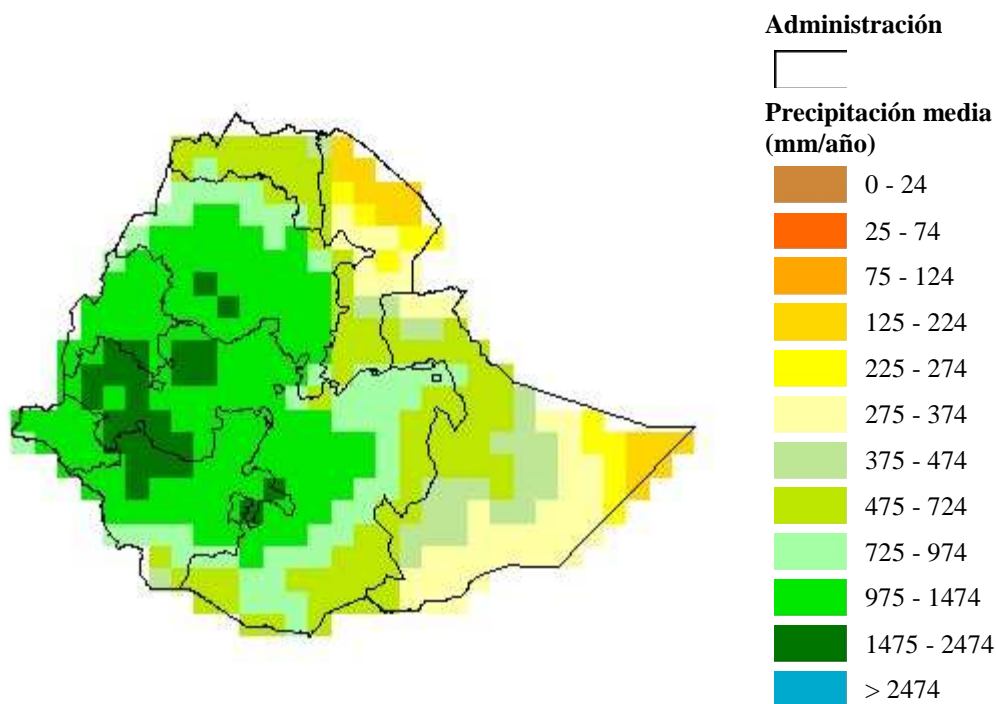 Administración
Precipitación media
(mm/año)
0 - 24
25 - 74
75 - 124
125 - 224
225 - 274
275 - 374
375 - 474
475 - 724
725 - 974
975 - 1474
1475 - 2474
> 2474